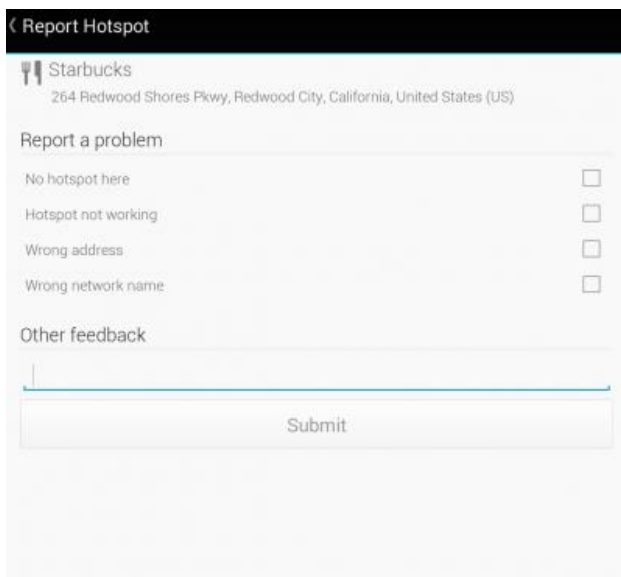 Report Hotspot
Starbucks
264 Redwood Shores Pkwy, Redwood City, California, United States (US)
Report a problem
No hotspot here
Hotspot not working
Wrong address
Wrong network name
Other feedback
Submit